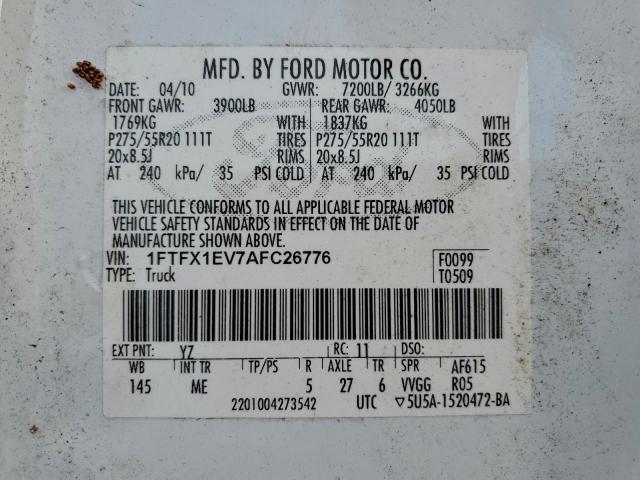 MFD. BY FORD MOTOR CO.
DATE: 04/10 GVWR: 7200LB/ 3266KG
FRONT GAWR: 3900LB REAR GAWR: 4050LB
1769KG WITH 1837KG WITH
P275/55R20 111T TIRES P275/55R20 111T TIRES
20x8.5J RIMS 20x8.5J RIMS
AT 240 kPa/ 35 PSI COLD AT 240 kPa/ 35 PSI COLD
THIS VEHICLE CONFORMS TO ALL APPLICABLE FEDERAL MOTOR
VEHICLE SAFETY STANDARDS IN EFFECT ON THE DATE OF
MANUFACTURE SHOWN ABOVE.
VIN: 1FTFX1EV7AFC26776 F0099
TYPE: Truck T0509
EXT PNT: YZ RC: 11 DSO:
WB INT TR TP/PS R AXLE TR SPR AF615
145 ME 5 27 6 VVGG R05
2201004273542 UTC ▽5U5A-1520472-BA